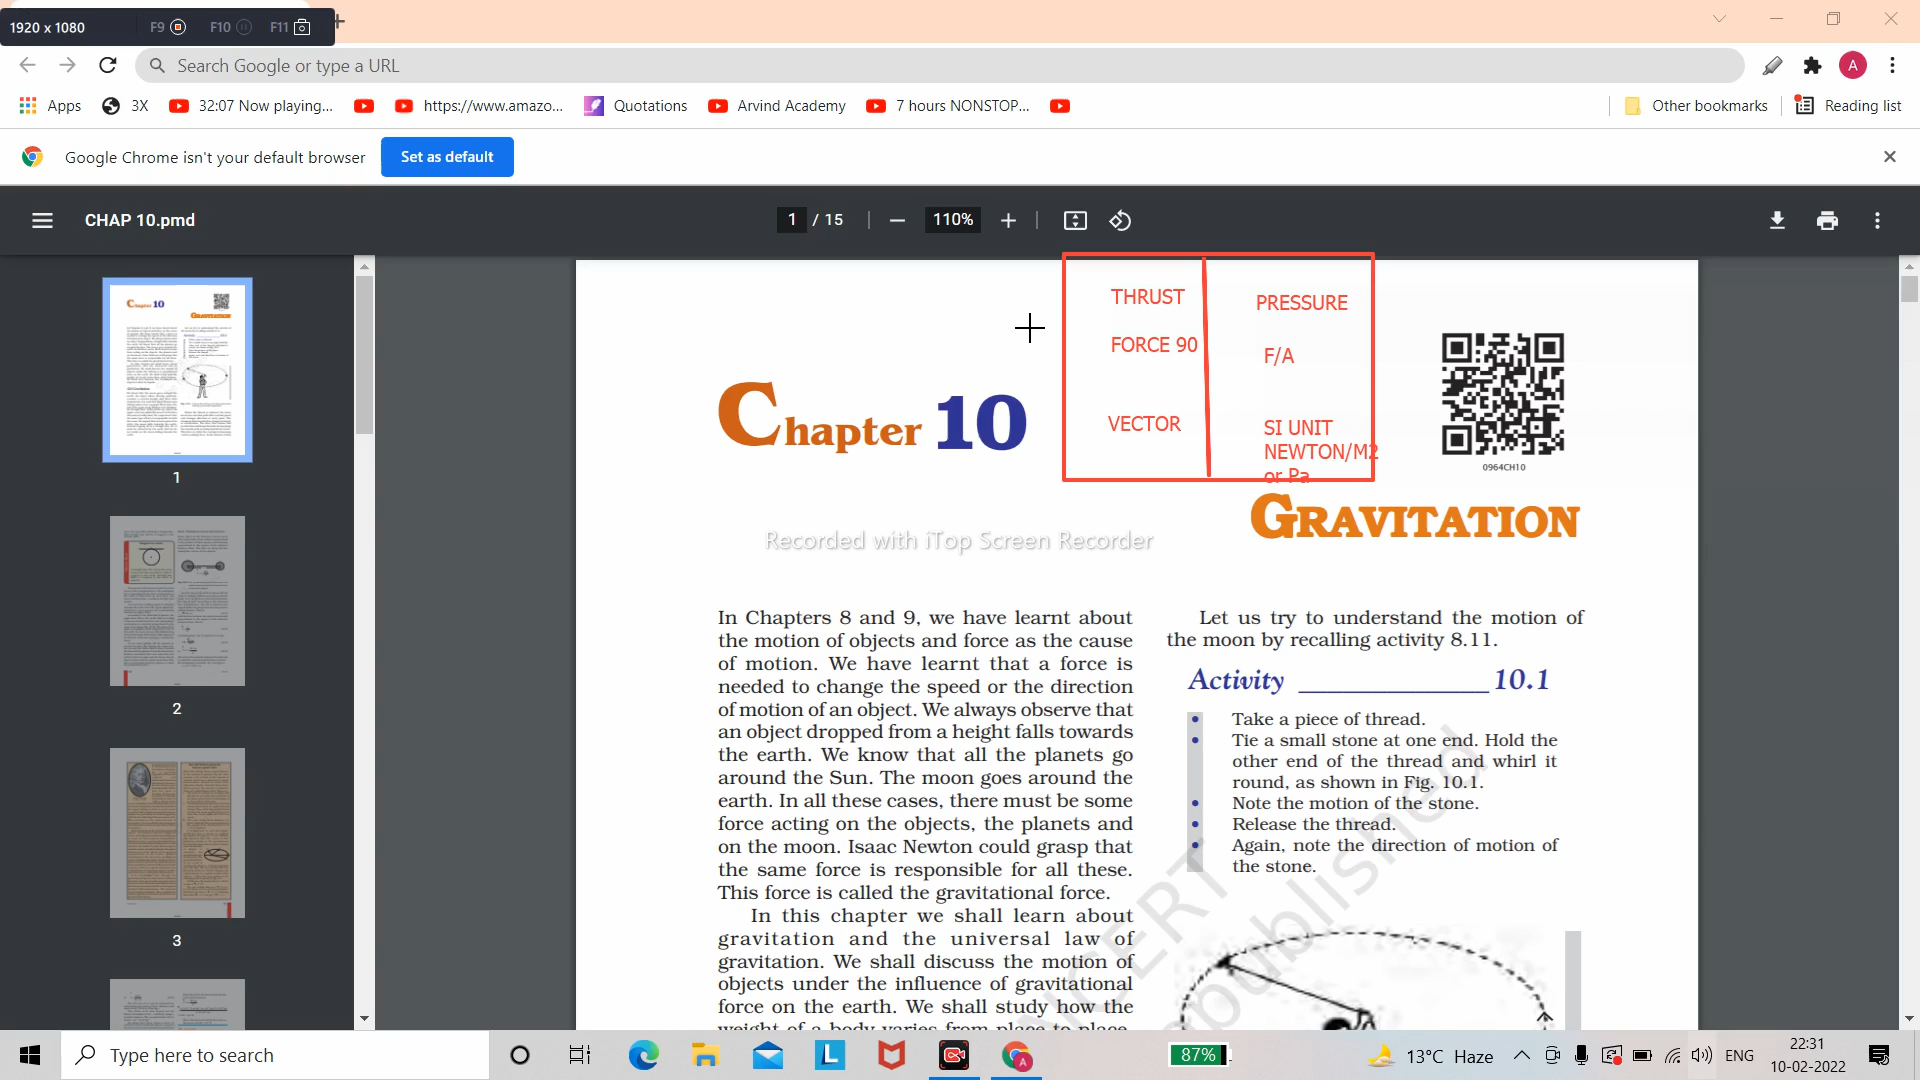 1920 x 1080 F9 F10 F11
Search Google or type a URL
A
Apps 3X 32:07 Now playing... https://www.amazo... Quotations Arvind Academy 7 hours NONSTOP... Other bookmarks Reading list
Google Chrome isn't your default browser Set as default
CHAP 10.pmd 1 / 15 110%
1
2
3
THRUST PRESSURE
FORCE 90 F/A
VECTOR SI UNIT
NEWTON/M2
or Pa
Chapter 10
0964CH10
GRAVITATION
Recorded with iTop Screen Recorder
In Chapters 8 and 9, we have learnt about
the motion of objects and force as the cause
of motion. We have learnt that a force is
needed to change the speed or the direction
of motion of an object. We always observe that
an object dropped from a height falls towards
the earth. We know that all the planets go
around the Sun. The moon goes around the
earth. In all these cases, there must be some
force acting on the objects, the planets and
on the moon. Isaac Newton could grasp that
the same force is responsible for all these.
This force is called the gravitational force.
In this chapter we shall learn about
gravitation and the universal law of
gravitation. We shall discuss the motion of
objects under the influence of gravitational
force on the earth. We shall study how the
weight of a body varies from place to place.
Let us try to understand the motion of
the moon by recalling activity 8.11.
Activity ______________ 10.1
• Take a piece of thread.
• Tie a small stone at one end. Hold the
other end of the thread and whirl it
round, as shown in Fig. 10.1.
• Note the motion of the stone.
• Release the thread.
• Again, note the direction of motion of
the stone.
NCERT
republished
Type here to search 87% 13°C Haze ENG 22:31
10-02-2022